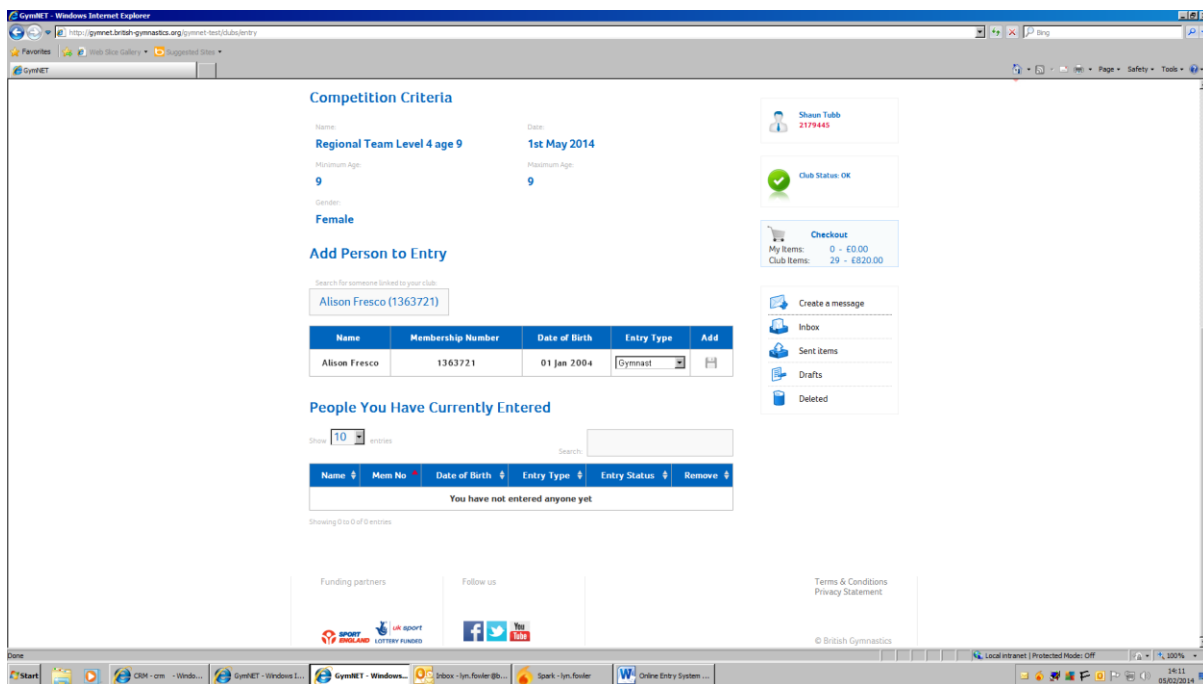 GymNET - Windows Internet Explorer
http://gymnet.british-gymnastics.org/gymnet-test/clubs/entry
Bing
Favorites Web Slice Gallery Suggested Sites
GymNET
Page Safety Tools
Competition Criteria
Name: Date:
Regional Team Level 4 age 9 1st May 2014
Minimum Age: Maximum Age:
9 9
Gender:
Female
Shaun Tubb
2179445
Club Status: OK
Checkout
My Items: 0 - £0.00
Club Items: 29 - £820.00
Create a message
Inbox
Sent items
Drafts
Deleted
Add Person to Entry
Search for someone linked to your club:
Alison Fresco (1363721)
Name Membership Number Date of Birth Entry Type Add
Alison Fresco 1363721 01 Jan 2004 Gymnast
People You Have Currently Entered
Show 10 entries
Search:
Name Mem No Date of Birth Entry Type Entry Status Remove
You have not entered anyone yet
Showing 0 to 0 of 0 entries
Funding partners Follow us Terms & Conditions
Privacy Statement
SPORT ENGLAND uk sport LOTTERY FUNDED f You Tube
© British Gymnastics
Done Local intranet | Protected Mode: Off 100%
Start CRM - crm - Windo... GymNET - Windows I... GymNET - Windows... Inbox - lyn.fowler@b... Spark - lyn.fowler Online Entry System ... 14:11
05/02/2014